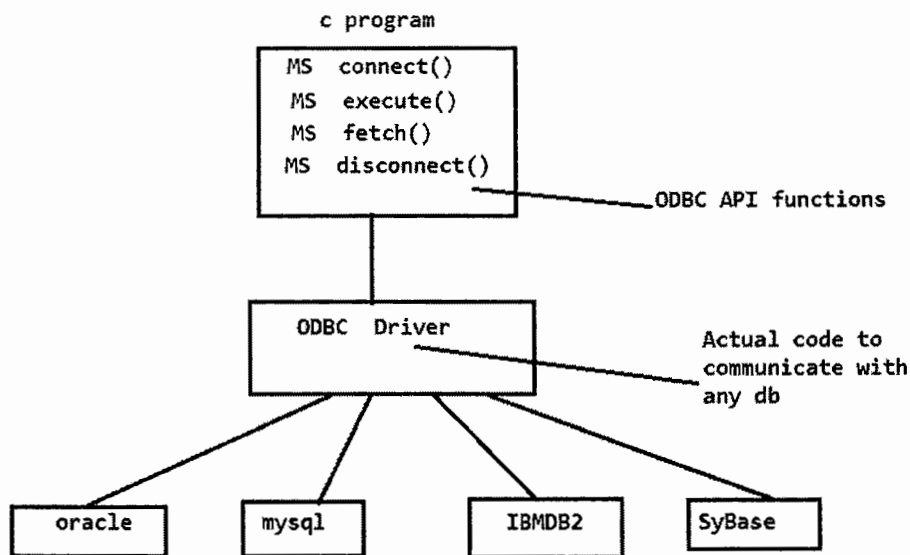 c program
MS connect()
MS execute()
MS fetch()
MS disconnect()
ODBC API functions
ODBC Driver
Actual code to
communicate with
any db
oracle
mysql
IBMDB2
SyBase